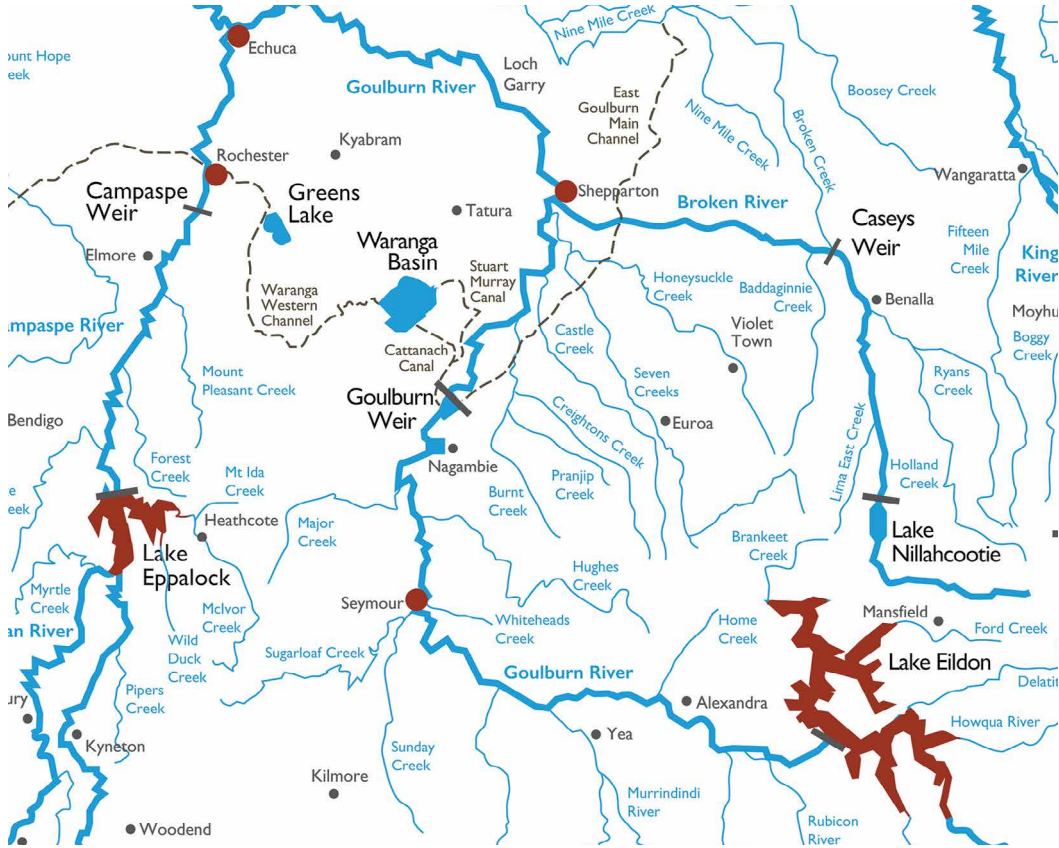 Echuca
Nine Mile Creek
ount Hope
eek
Goulburn River
Loch
Garry
East
Goulburn
Main
Channel
Boosey Creek
Nine Mile Creek
Broken Creek
Kyabram
Rochester
Wangaratta
Campaspe
Weir
Greens
Lake
Shepparton
Tatura
Broken River
Caseys
Weir
Fifteen
Mile
Creek
King
River
Elmore
Waranga
Basin
Stuart
Murray
Canal
Honeysuckle
Creek
Baddaginnie
Creek
Benalla
Moyhu
Waranga
Western
Channel
ampaspe River
Castle
Creek
Violet
Town
Boggy
Creek
Cattanach
Canal
Mount
Pleasant Creek
Seven
Creeks
Ryans
Creek
Goulburn
Weir
Creightons Creek
Euroa
Bendigo
Lima East Creek
Forest
Creek
Mt Ida
Creek
Nagambie
Burnt
Creek
Pranjip
Creek
Holland
Creek
e
eek
Heathcote
Major
Creek
Brankeet
Creek
Lake
Nillahcootie
Lake
Eppalock
Myrtle
Creek
Hughes
Creek
McIvor
Creek
Seymour
Whiteheads
Creek
Home
Creek
Mansfield
Ford Creek
an River
Wild
Duck
Creek
Sugarloaf Creek
Goulburn River
Lake Eildon
Delatit
Pipers
Creek
ury
Alexandra
Howqua River
Kyneton
Sunday
Creek
Yea
Kilmore
Murrindindi
River
Rubicon
River
Woodend